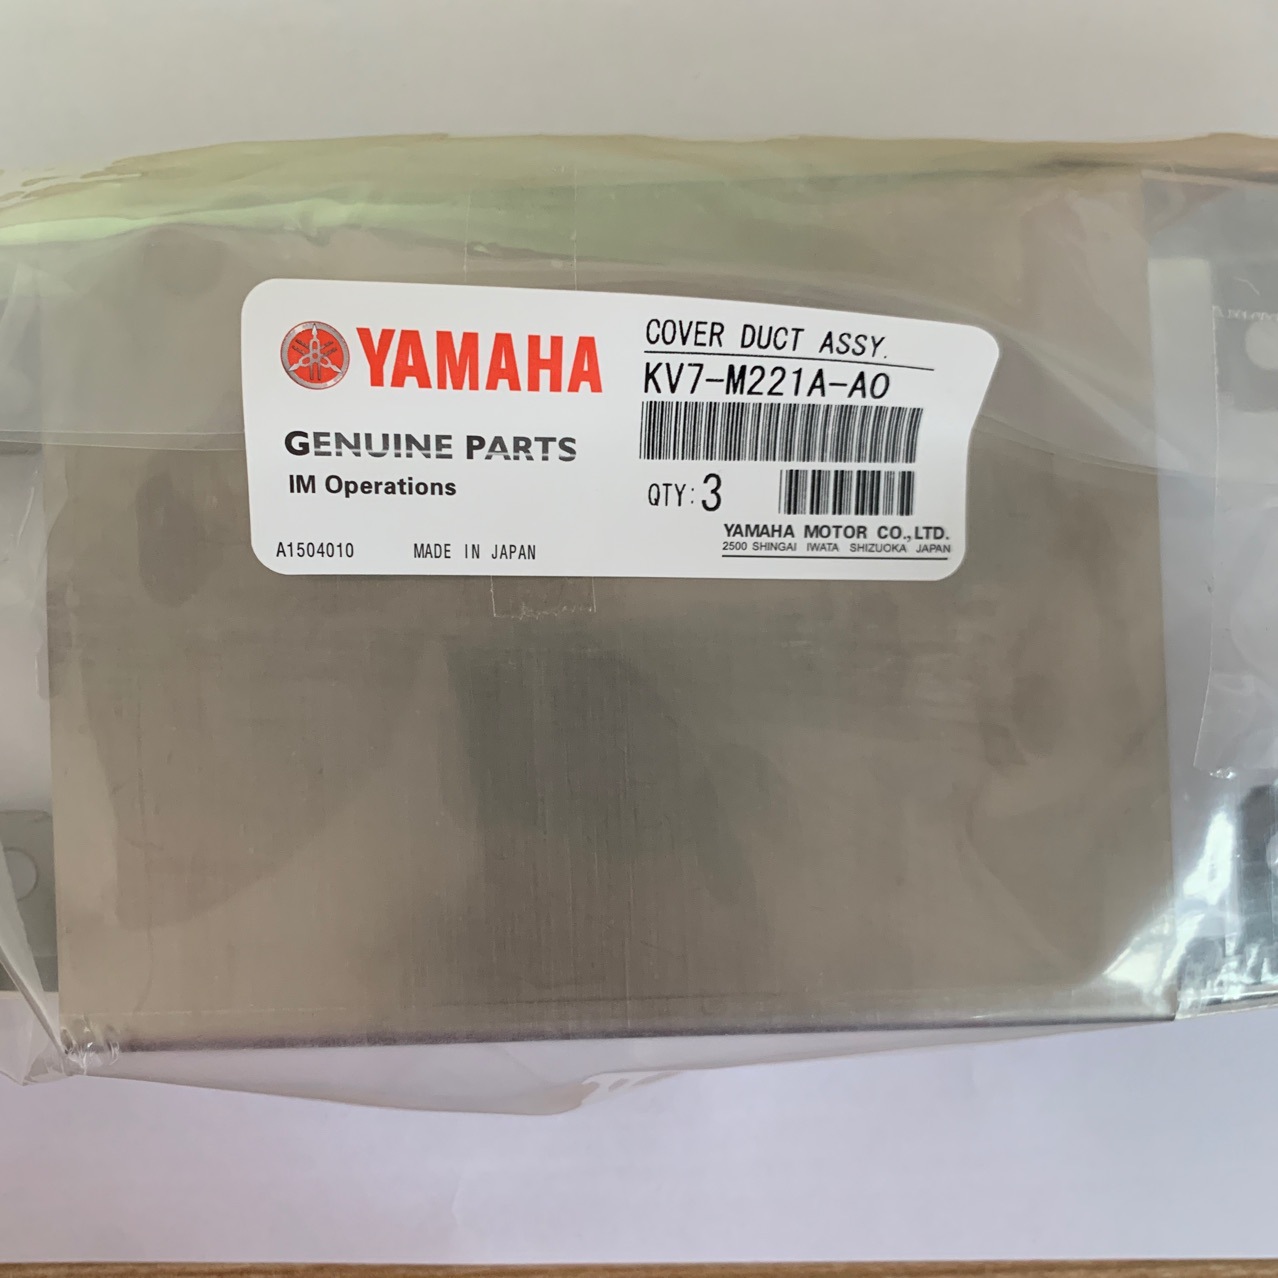 YAMAHA
GENUINE PARTS
IM Operations
A1504010 MADE IN JAPAN
COVER DUCT ASSY.
KV7-M221A-A0
QTY: 3
YAMAHA MOTOR CO.,LTD.
2500 SHINGAI IWATA SHIZUOKA JAPAN